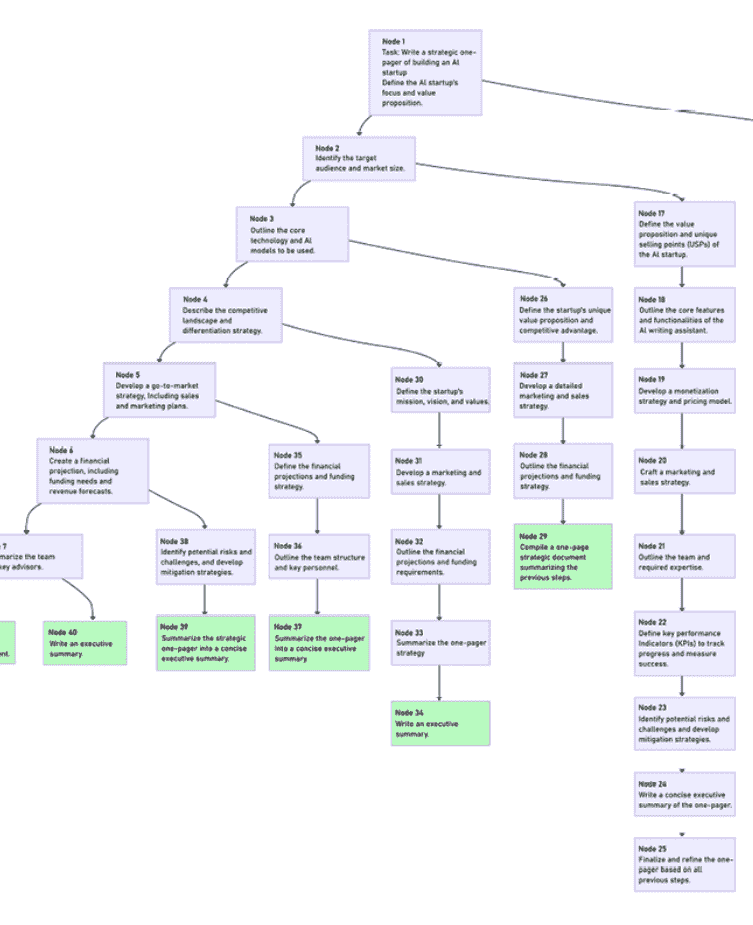 Node 1
Task: Write a strategic one-
pager of building an AI
startup
Define the AI startup's
focus and value
proposition.
Node 2
Identify the target
audience and market size.
Node 3
Outline the core
technology and AI
models to be used.
Node 17
Define the value
proposition and unique
selling points (USPs) of
the AI startup.
Node 4
Describe the competitive
landscape and
differentiation strategy.
Node 26
Define the startup's unique
value proposition and
competitive advantage.
Node 18
Outline the core features
and functionalities of the
AI writing assistant.
Node 5
Develop a go-to-market
strategy, including sales
and marketing plans.
Node 30
Define the startup's
mission, vision, and values.
Node 27
Develop a detailed
marketing and sales
strategy.
Node 19
Develop a monetization
strategy and pricing model.
Node 6
Create a financial
projection, including
funding needs and
revenue forecasts.
Node 35
Define the financial
projections and funding
strategy.
Node 31
Develop a marketing and
sales strategy.
Node 28
Outline the financial
projections and funding
strategy.
Node 20
Craft a marketing and
sales strategy.
7
marize the team
key advisors.
Node 38
Identify potential risks and
challenges, and develop
mitigation strategies.
Node 36
Outline the team structure
and key personnel.
Node 32
Outline the financial
projections and funding
requirements.
Node 29
Compile a one-page
strategic document
summarizing the
previous steps.
Node 21
Outline the team and
required expertise.
ent.
Node 40
Write an executive
summary.
Node 39
Summarize the strategic
one-pager into a concise
executive summary.
Node 37
Summarize the one-pager
into a concise executive
summary.
Node 33
Summarize the one-pager
strategy
Node 22
Define key performance
indicators (KPIs) to track
progress and measure
success.
Node 34
Write an executive
summary.
Node 23
Identify potential risks and
challenges and develop
mitigation strategies.
Node 24
Write a concise executive
summary of the one-pager.
Node 25
Finalize and refine the one-
pager based on all
previous steps.